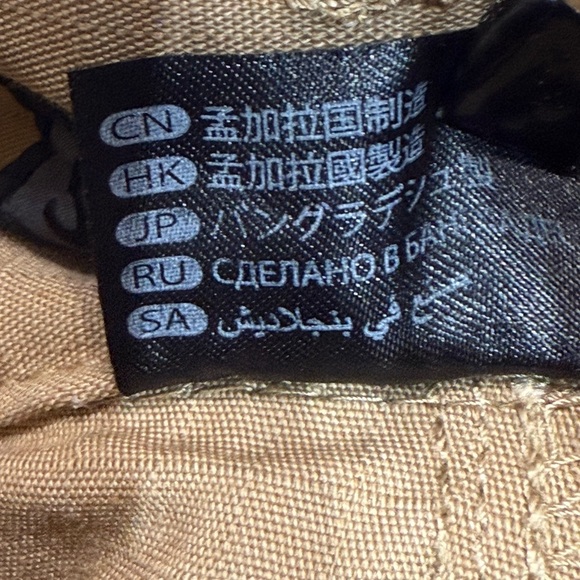 CN 孟加拉国制造
HK 孟加拉國製造
JP バングラデシュ製
RU СДЕЛАНО В
SA صنع في بنجلاديش